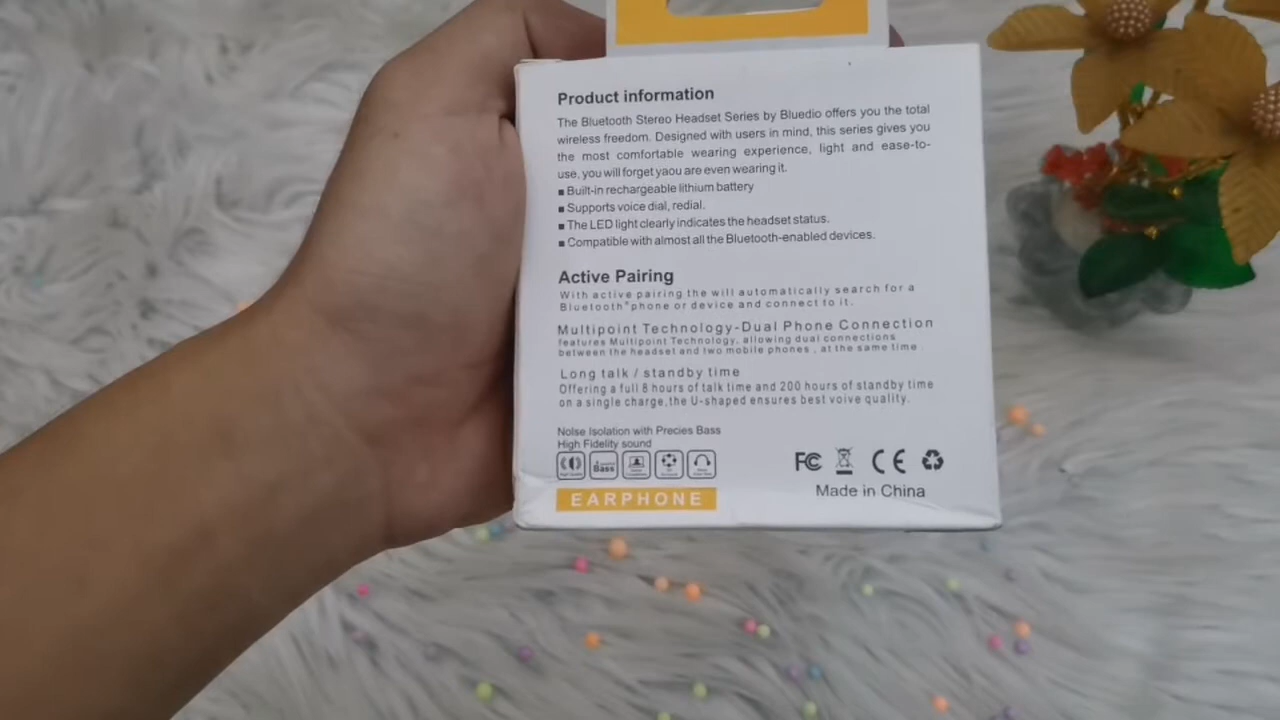 Product information
The Bluetooth Stereo Headset Series by Bluedio offers you the total
wireless freedom. Designed with users in mind, this series gives you
the most comfortable wearing experience, light and ease-to-
use, you will forget yaou are even wearing it.
■ Built-in rechargeable lithium battery
■ Supports voice dial, redial.
■ The LED light clearly indicates the headset status.
■ Compatible with almost all the Bluetooth-enabled devices.
Active Pairing
With active pairing the will automatically search for a
Bluetooth® phone or device and connect to it.
Multipoint Technology-Dual Phone Connection
features Multipoint Technology, allowing dual connections
between the headset and two mobile phones , at the same time .
Long talk / standby time
Offering a full 8 hours of talk time and 200 hours of standby time
on a single charge,the U-shaped ensures best voive quality.
Noise Isolation with Precies Bass
High Fidelity sound
Bass
EARPHONE
FC CE
Made in China